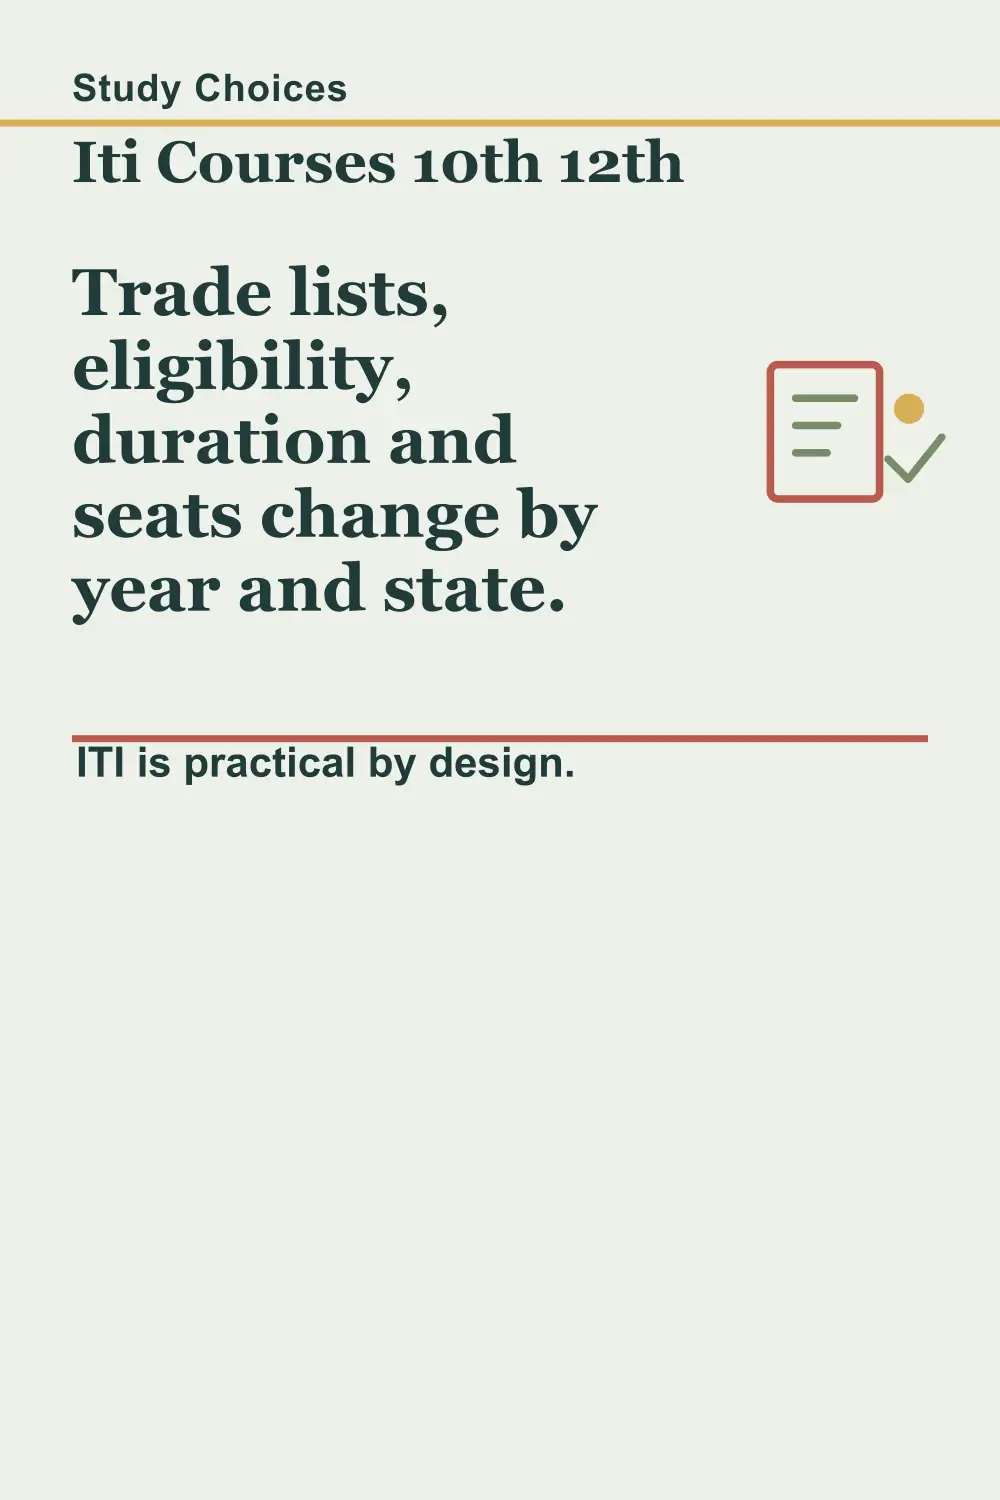 Study Choices
Iti Courses 10th 12th
Trade lists,
eligibility,
duration and
seats change by
year and state.
ITI is practical by design.